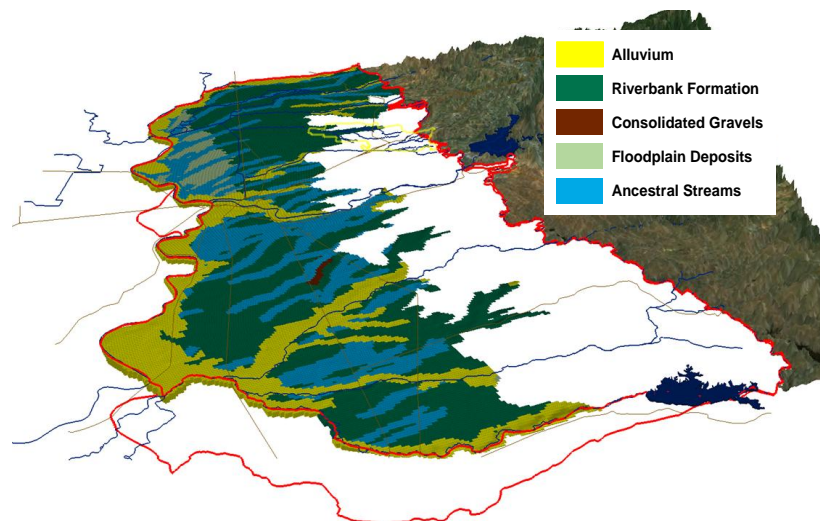 Alluvium
Riverbank Formation
Consolidated Gravels
Floodplain Deposits
Ancestral Streams